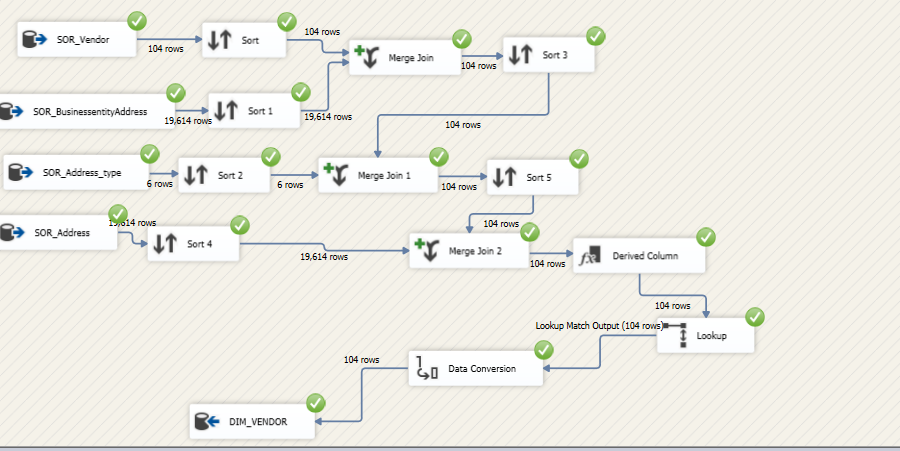 SOR_Vendor
104 rows
Sort
104 rows
Merge Join
104 rows
Sort 3
SOR_BusinessentityAddress
19,614 rows
Sort 1
19,614 rows
104 rows
SOR_Address_type
6 rows
Sort 2
6 rows
Merge Join 1
104 rows
Sort 5
104 rows
SOR_Address
19,614 rows
Sort 4
19,614 rows
Merge Join 2
104 rows
Derived Column
104 rows
Lookup Match Output (104 rows)
Lookup
Data Conversion
104 rows
DIM_VENDOR